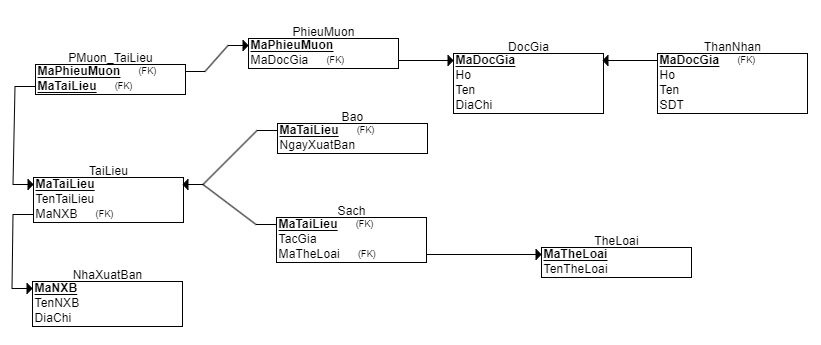 PhieuMuon
MaPhieuMuon
MaDocGia (FK)
PMuon_TaiLieu
MaPhieuMuon (FK)
MaTaiLieu (FK)
DocGia
MaDocGia
Ho
Ten
DiaChi
ThanNhan
MaDocGia (FK)
Ho
Ten
SDT
Bao
MaTaiLieu (FK)
NgayXuatBan
TaiLieu
MaTaiLieu
TenTaiLieu
MaNXB (FK)
Sach
MaTaiLieu (FK)
TacGia
MaTheLoai (FK)
TheLoai
MaTheLoai
TenTheLoai
NhaXuatBan
MaNXB
TenNXB
DiaChi